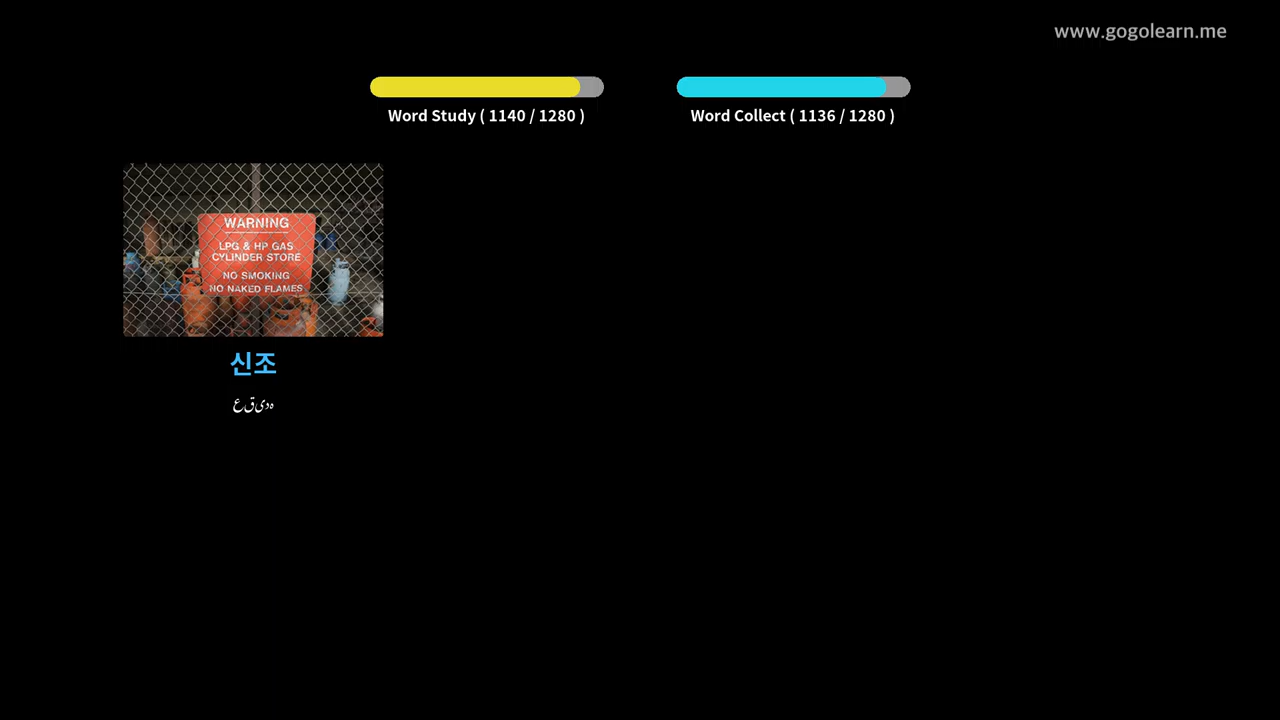 www.gogolearn.me
Word Study ( 1140 / 1280 )
Word Collect ( 1136 / 1280 )
WARNING
LPG & HP GAS
CYLINDER STORE
NO SMOKING
NO NAKED FLAMES
신조
عقیدہ